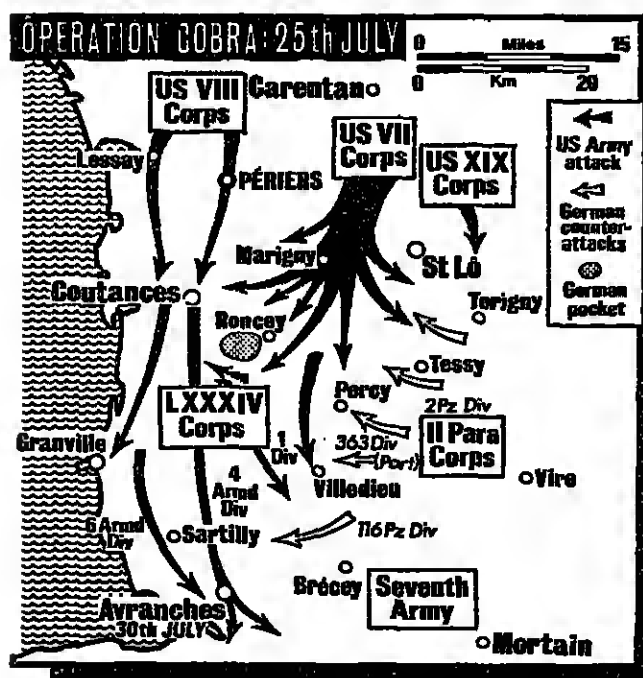 OPERATION COBRA: 25th JULY
0 Miles 15
0 Km 20
US VIII
Corps
Carentan
US VII
Corps
US XIX
Corps
US Army
attack
German
counter-
attacks
German
pocket
Lessay
PÉRIERS
Marigny
St Lô
Coutances
Torigny
Roncey
Tessy
Percy
2Pz Div
LXXXIV
Corps
II Para
Corps
1
Div
363 Div
(Part)
Granville
Villedieu
Vire
4
Armd
Div
6 Armd
Div
Sartilly
116Pz Div
Brécey
Seventh
Army
Avranches
30th JULY
Mortain